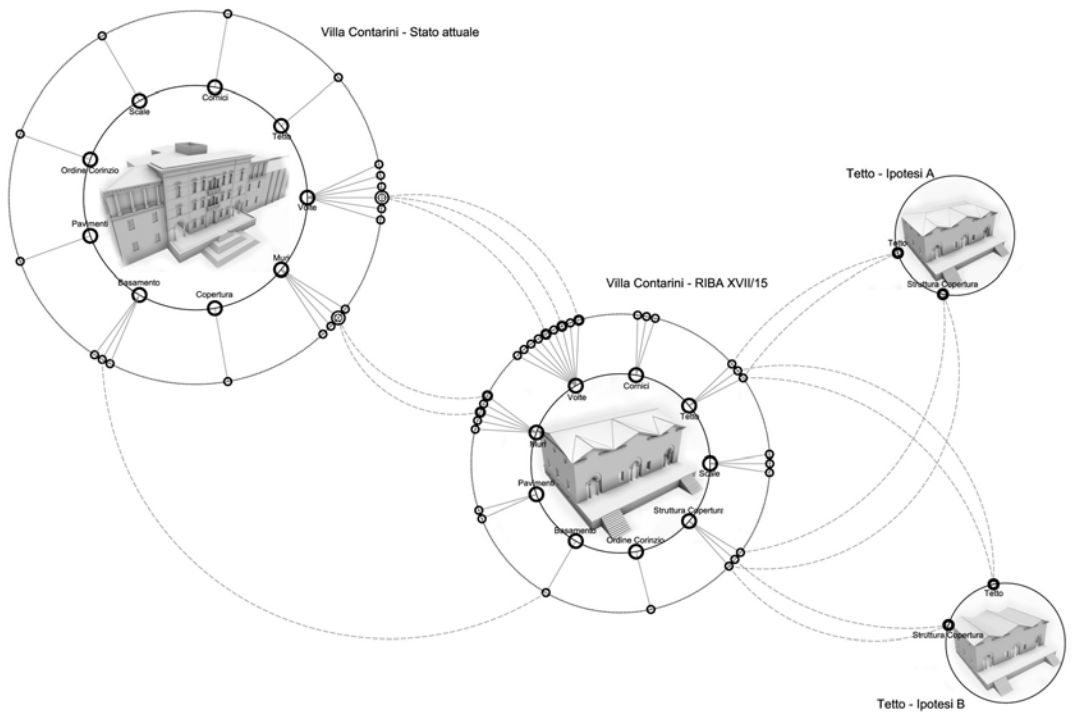 Villa Contarini - Stato attuale
Cornici
Scale
Tetto
Ordine Corinzio
Volte
Pavimenti
Muri
Basamento
Copertura
Tetto - Ipotesi A
Tetto
Struttura Copertura
Villa Contarini - RIBA XVII/15
Cornici
Volte
Tetto
Muri
Scale
Pavimenti
Struttura Copertura
Basamento
Ordine Corinzio
Tetto
Struttura Copertura
Tetto - Ipotesi B